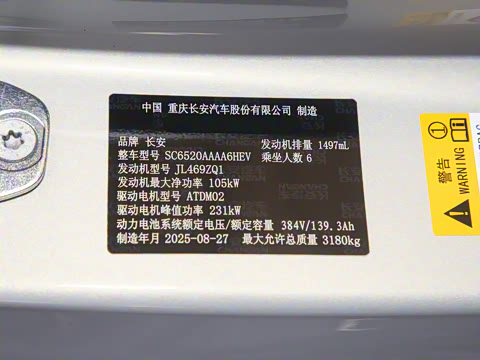 中国 重庆长安汽车股份有限公司 制造
品牌 长安 发动机排量 1497mL
整车型号 SC6520AAAA6HEV 乘坐人数 6
发动机型号 JL469ZQ1
发动机最大净功率 105kW
驱动电机型号 ATDM02
驱动电机峰值功率 231kW
动力电池系统额定电压/额定容量 384V/139.3Ah
制造年月 2025-08-27 最大允许总质量 3180kg
警告
WARNING